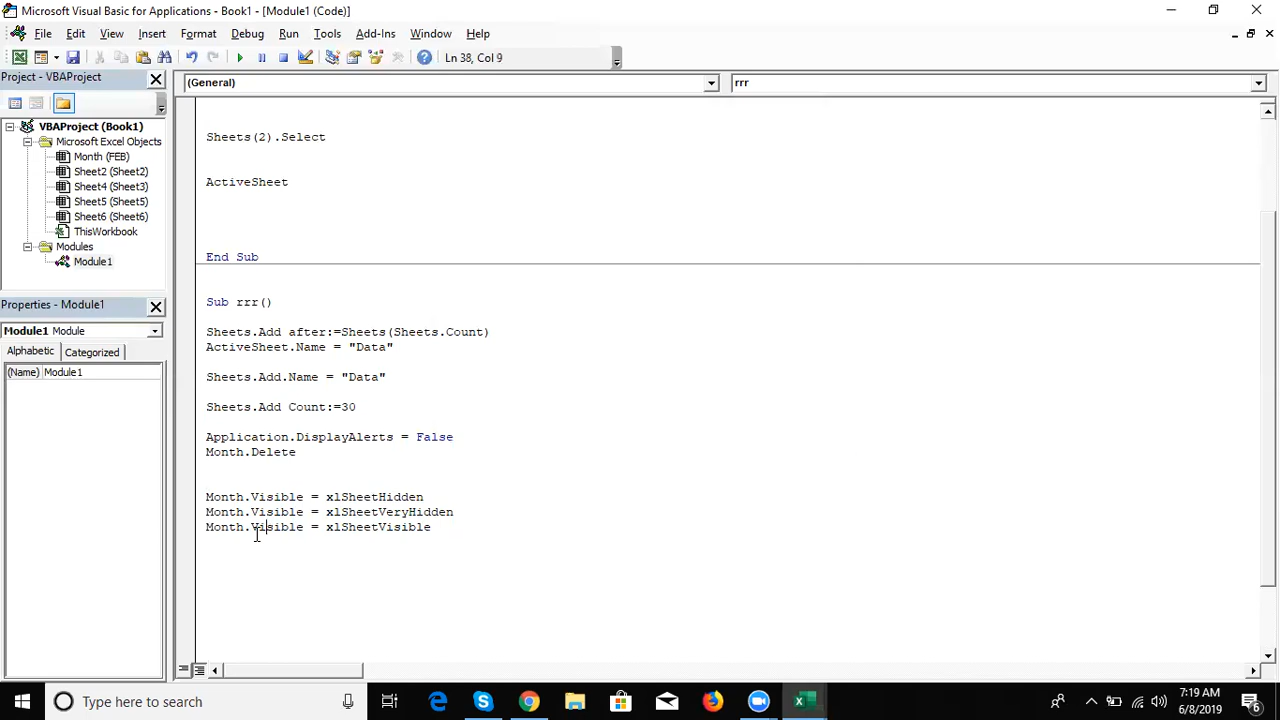 Microsoft Visual Basic for Applications - Book1 - [Module1 (Code)]
File Edit View Insert Format Debug Run Tools Add-Ins Window Help
Ln 38, Col 9
Project - VBAProject
(General)
rrr
VBAProject (Book1)
Microsoft Excel Objects
Month (FEB)
Sheet2 (Sheet2)
Sheet4 (Sheet3)
Sheet5 (Sheet5)
Sheet6 (Sheet6)
ThisWorkbook
Modules
Module1
Properties - Module1
Module1 Module
Alphabetic Categorized
(Name) Module1
Sheets(2).Select
ActiveSheet
End Sub
Sub rrr()
Sheets.Add after:=Sheets(Sheets.Count)
ActiveSheet.Name = "Data"
Sheets.Add.Name = "Data"
Sheets.Add Count:=30
Application.DisplayAlerts = False
Month.Delete
Month.Visible = xlSheetHidden
Month.Visible = xlSheetVeryHidden
Month.Visible = xlSheetVisible
Type here to search
7:19 AM
6/8/2019
6